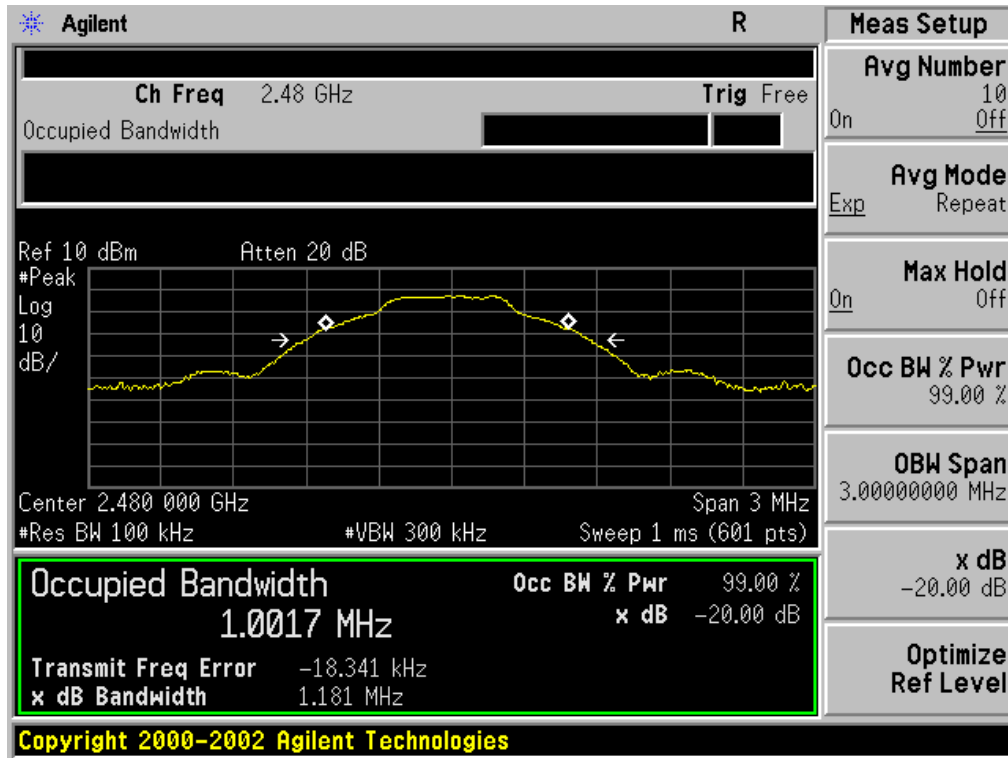 Agilent R
Ch Freq 2.48 GHz Trig Free
Occupied Bandwidth
Ref 10 dBm Atten 20 dB
#Peak
Log
10
dB/
Center 2.480 000 GHz Span 3 MHz
#Res BW 100 kHz #VBW 300 kHz Sweep 1 ms (601 pts)
Occupied Bandwidth Occ BW % Pwr 99.00 %
1.0017 MHz x dB -20.00 dB
Transmit Freq Error -18.341 kHz
x dB Bandwidth 1.181 MHz
Copyright 2000-2002 Agilent Technologies
Meas Setup
Avg Number
10
On Off
Avg Mode
Exp Repeat
Max Hold
On Off
Occ BW % Pwr
99.00 %
OBW Span
3.00000000 MHz
x dB
-20.00 dB
Optimize
Ref Level